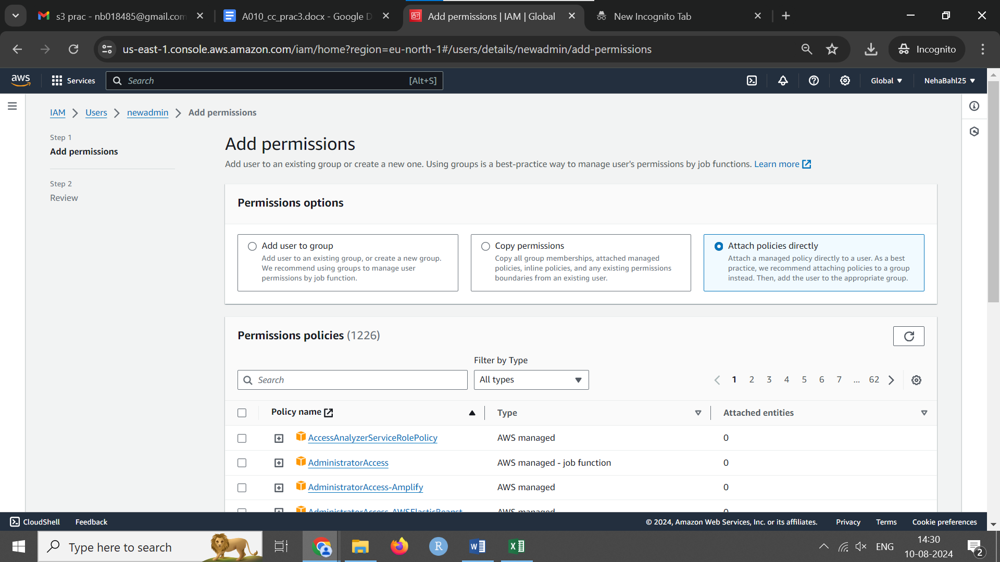 s3 prac - nb018485@gmail.com
A010_cc_prac3.docx - Google D
Add permissions | IAM | Global
New Incognito Tab
us-east-1.console.aws.amazon.com/iam/home?region=eu-north-1#/users/details/newadmin/add-permissions
Incognito
aws
Services
Search
[Alt+S]
Global
NehaBahl25
IAM
Users
newadmin
Add permissions
Step 1
Add permissions
Step 2
Review
Add permissions
Add user to an existing group or create a new one. Using groups is a best-practice way to manage user's permissions by job functions. Learn more
Permissions options
Add user to group
Add user to an existing group, or create a new group.
We recommend using groups to manage user
permissions by job function.
Copy permissions
Copy all group memberships, attached managed
policies, inline policies, and any existing permissions
boundaries from an existing user.
Attach policies directly
Attach a managed policy directly to a user. As a best
practice, we recommend attaching policies to a group
instead. Then, add the user to the appropriate group.
Permissions policies (1226)
Filter by Type
Search
All types
1 2 3 4 5 6 7 ... 62
Policy name Type Attached entities
AccessAnalyzerServiceRolePolicy AWS managed 0
AdministratorAccess AWS managed - job function 0
AdministratorAccess-Amplify AWS managed 0
AdministratorAccess-AWSElasticBeanst AWS managed 0
CloudShell
Feedback
© 2024, Amazon Web Services, Inc. or its affiliates.
Privacy
Terms
Cookie preferences
Type here to search
R
W
X
ENG
14:30
10-08-2024
2